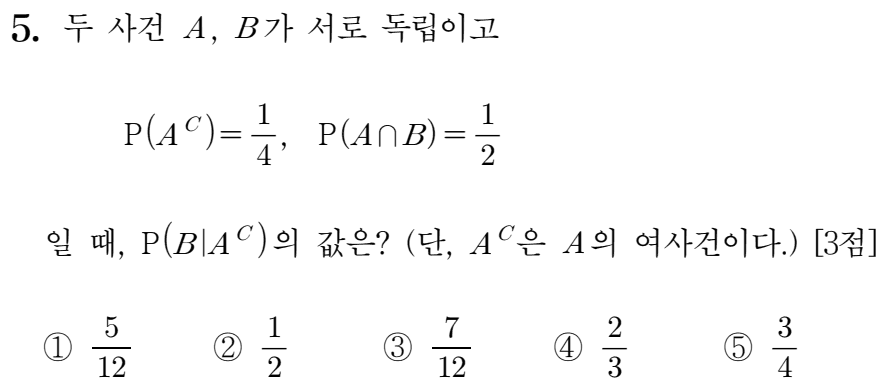 5. 두 사건 A, B가 서로 독립이고
P(A^C)=1/4, P(A∩B)=1/2
일 때, P(B|A^C)의 값은? (단, A^C은 A의 여사건이다.) [3점]
① 5/12 ② 1/2 ③ 7/12 ④ 2/3 ⑤ 3/4